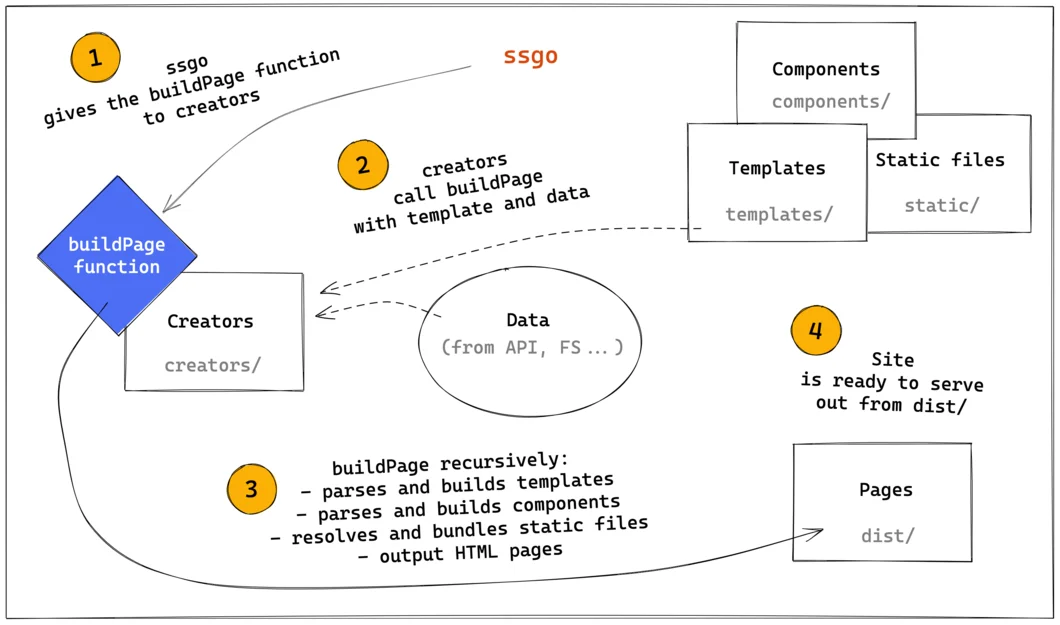 1
ssgo
gives the buildPage function
to creators
ssgo
Components
components/
Templates
templates/
Static files
static/
2
creators
call buildPage
with template and data
buildPage
function
Creators
creators/
Data
(from API, FS...)
4
Site
is ready to serve
out from dist/
3
buildPage recursively:
- parses and builds templates
- parses and builds components
- resolves and bundles static files
- output HTML pages
Pages
dist/